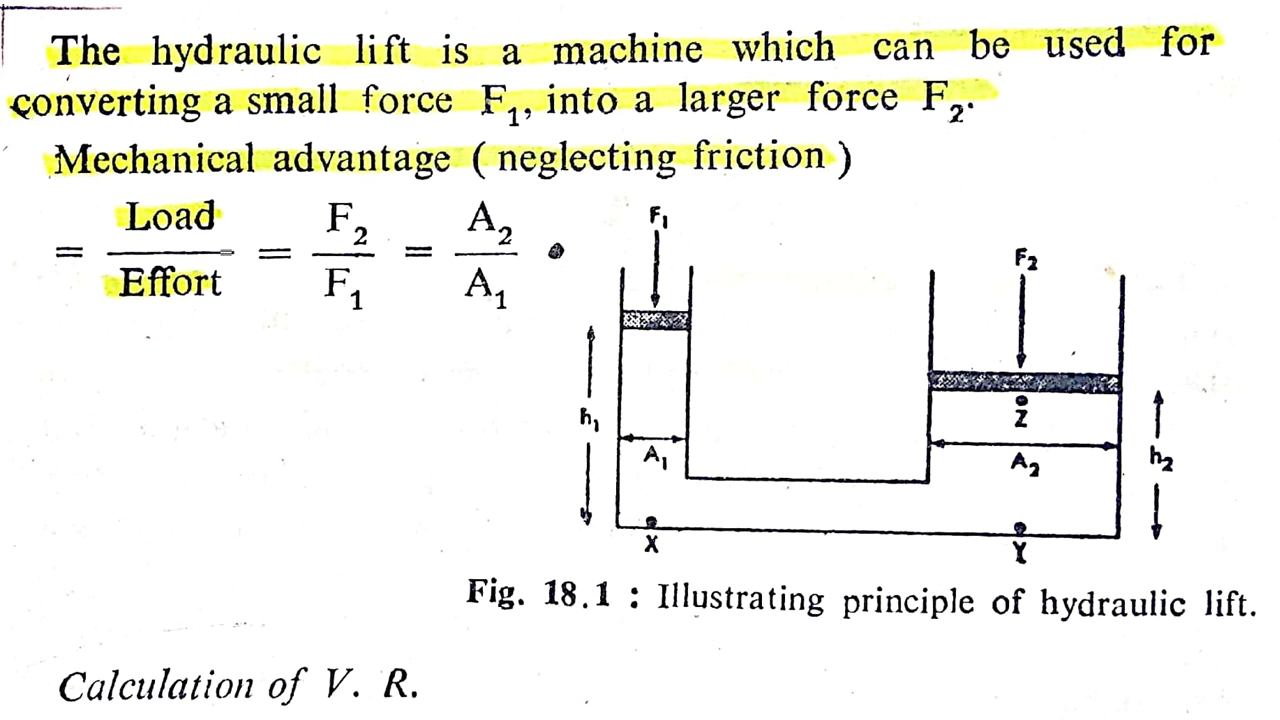 The hydraulic lift is a machine which can be used for
converting a small force F₁, into a larger force F₂.
Mechanical advantage ( neglecting friction )
= Load / Effort = F₂ / F₁ = A₂ / A₁ .
F₁
F₂
Z
h₁
A₁
A₂
h₂
X
Y
Fig. 18.1 : Illustrating principle of hydraulic lift.
Calculation of V. R.